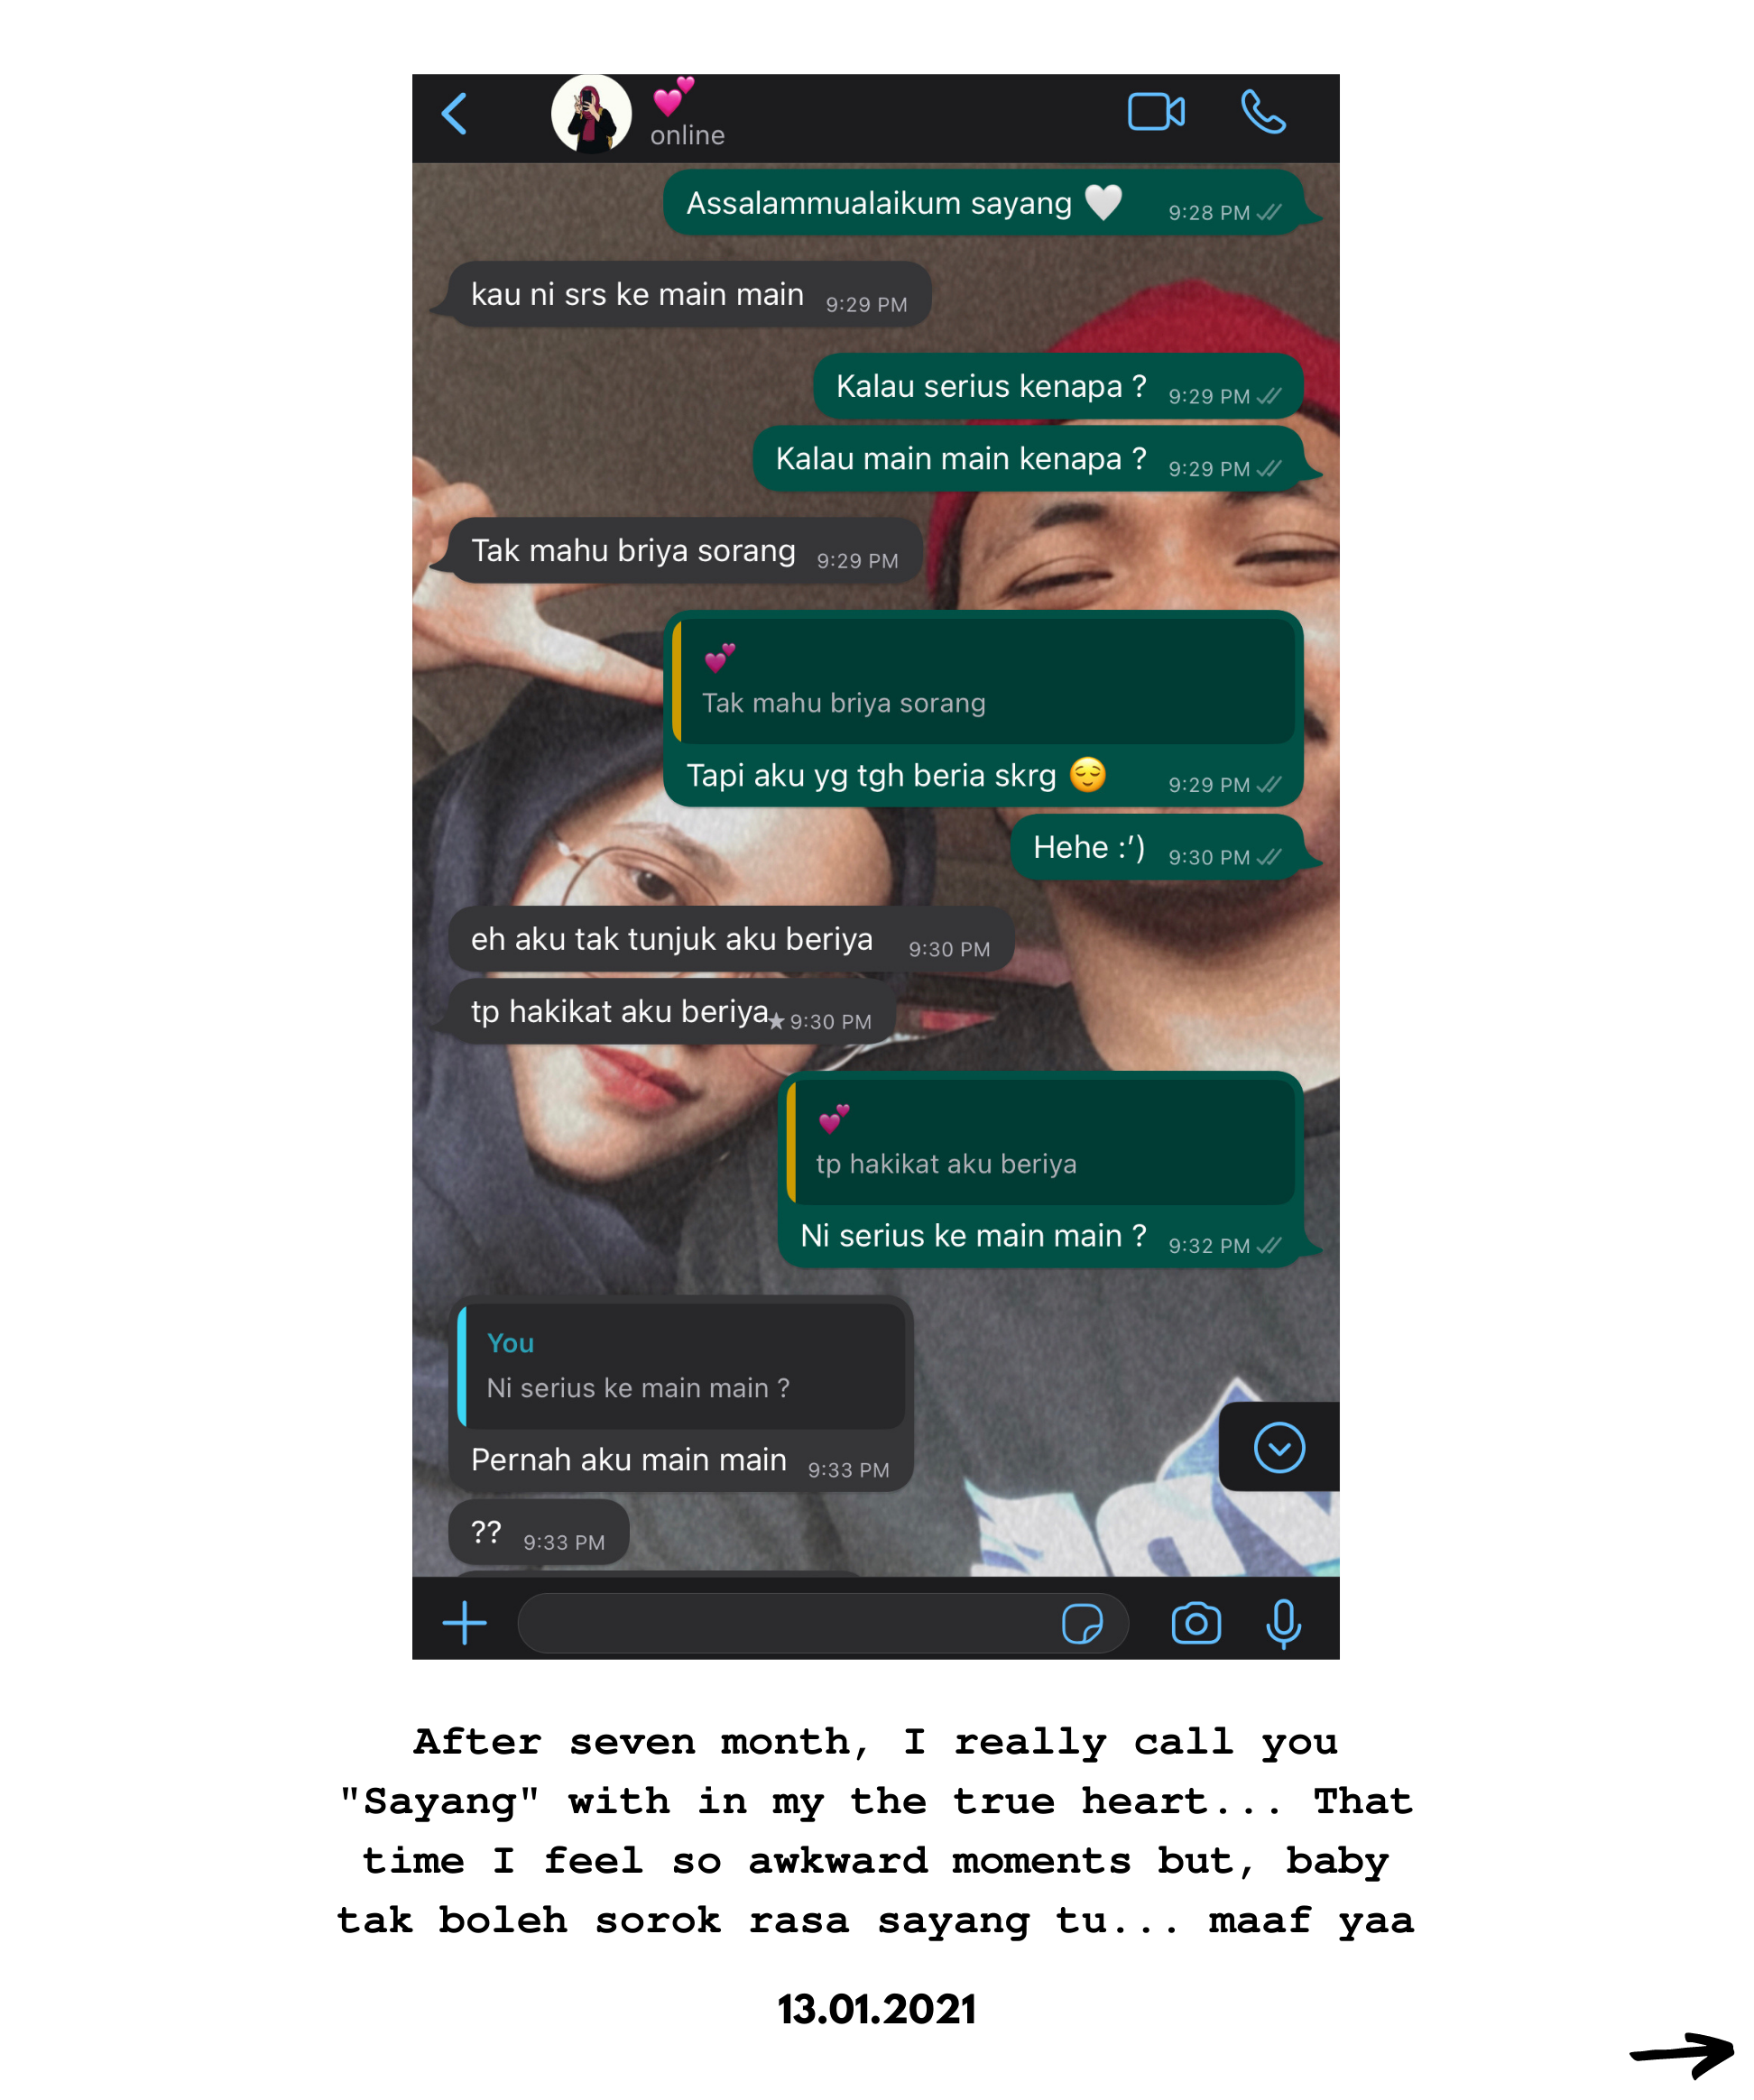 💕
online
Assalammualaikum sayang 🤍 9:28 PM
kau ni srs ke main main 9:29 PM
Kalau serius kenapa ? 9:29 PM
Kalau main main kenapa ? 9:29 PM
Tak mahu briya sorang 9:29 PM
💕
Tak mahu briya sorang
Tapi aku yg tgh beria skrg 😌 9:29 PM
Hehe :’) 9:30 PM
eh aku tak tunjuk aku beriya 9:30 PM
tp hakikat aku beriya ★ 9:30 PM
💕
tp hakikat aku beriya
Ni serius ke main main ? 9:32 PM
You
Ni serius ke main main ?
Pernah aku main main 9:33 PM
?? 9:33 PM
After seven month, I really call you
"Sayang" with in my the true heart... That
time I feel so awkward moments but, baby
tak boleh sorok rasa sayang tu... maaf yaa
13.01.2021